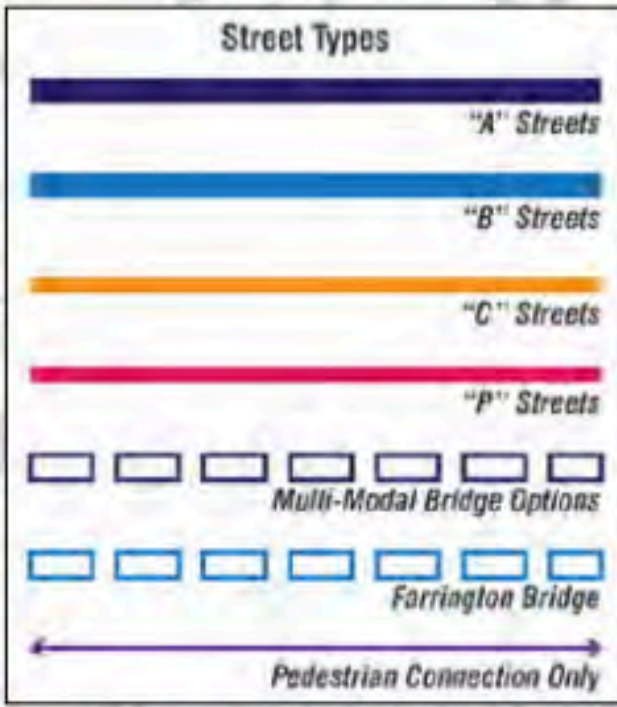 Street Types
"A" Streets
"B" Streets
"C" Streets
"P" Streets
Multi-Modal Bridge Options
Farrington Bridge
Pedestrian Connection Only